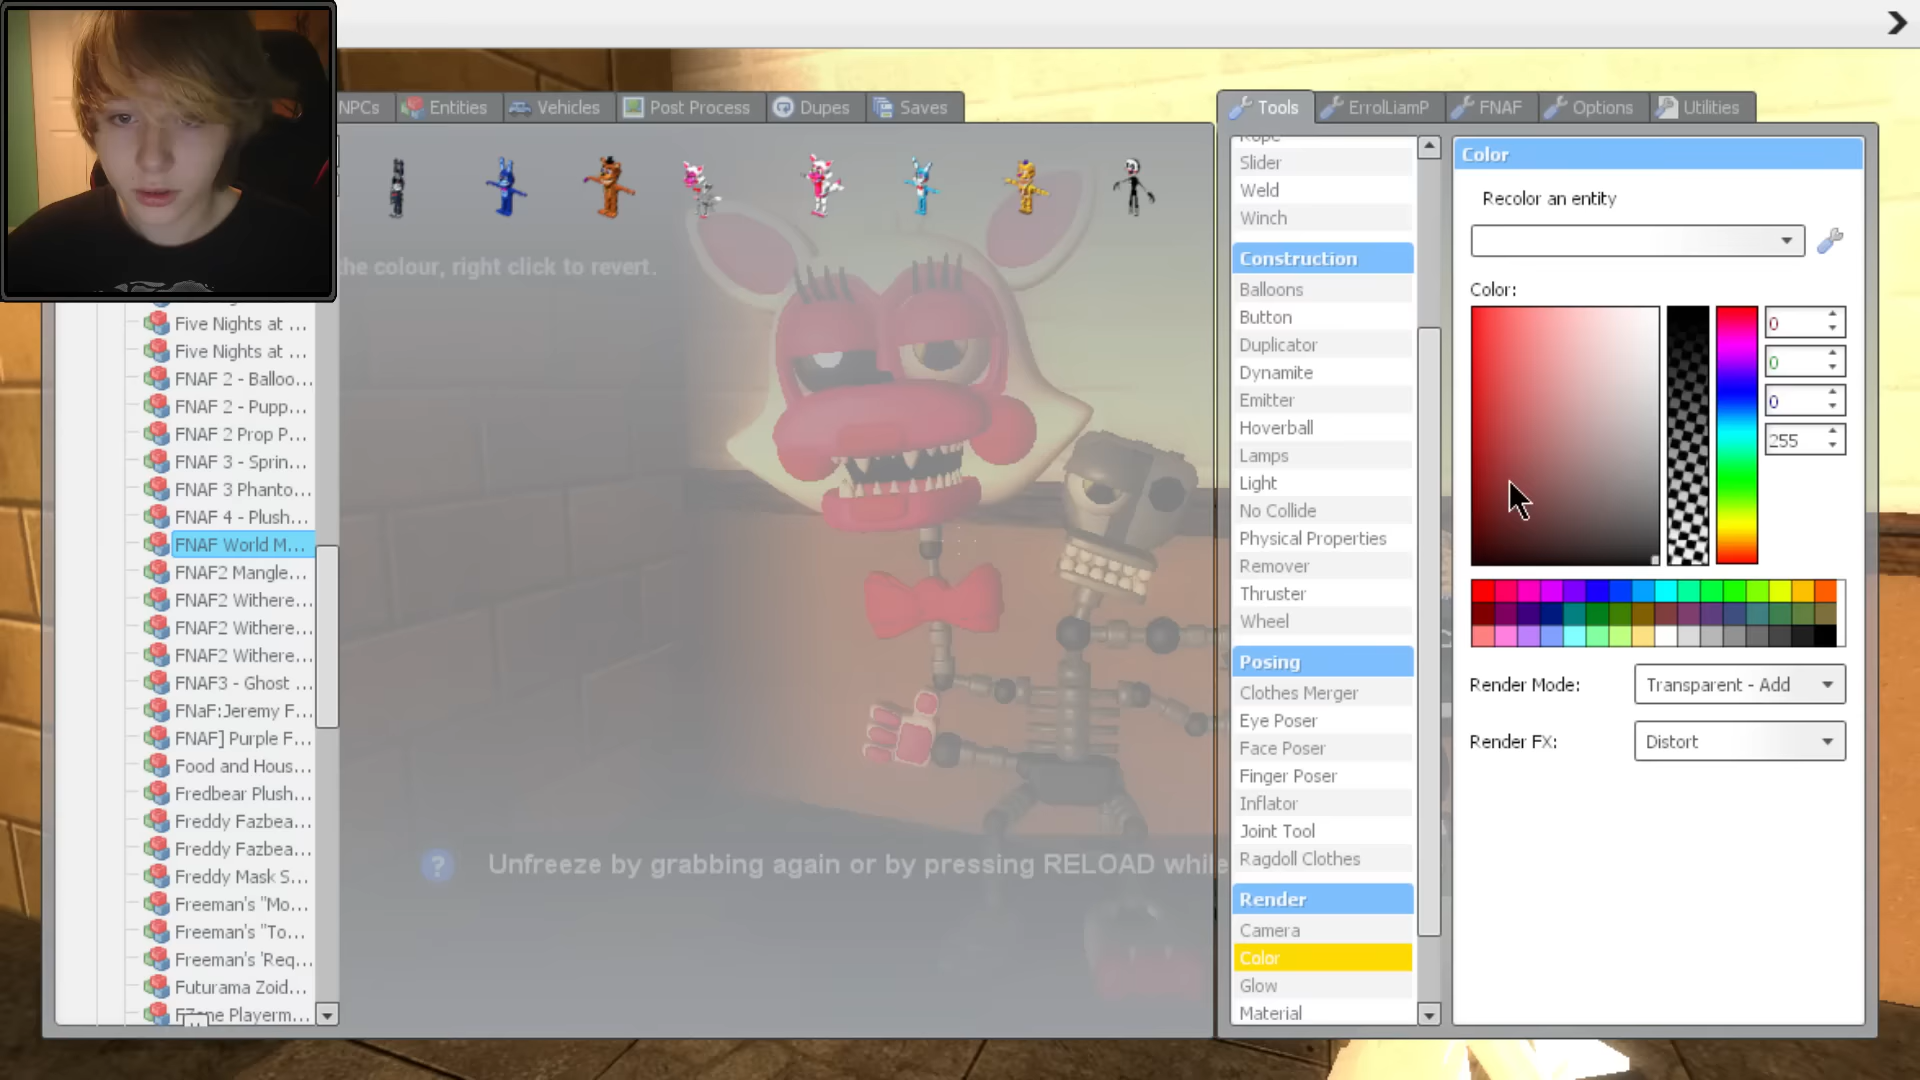 NPCs
Entities
Vehicles
Post Process
Dupes
Saves
Tools
ErrolLiamP
FNAF
Options
Utilities
the colour, right click to revert.
Five Nights at ...
Five Nights at ...
FNAF 2 - Balloo...
FNAF 2 - Pupp...
FNAF 2 Prop P...
FNAF 3 - Sprin...
FNAF 3 Phanto...
FNAF 4 - Plush...
FNAF World M...
FNAF2 Mangle...
FNAF2 Withere...
FNAF2 Withere...
FNAF2 Withere...
FNAF3 - Ghost ...
FNaF:Jeremy F...
FNAF] Purple F...
Food and Hous...
Fredbear Plush...
Freddy Fazbea...
Freddy Fazbea...
Freddy Mask S...
Freeman's "Mo...
Freeman's "To...
Freeman's 'Req...
Futurama Zoid...
Playerm...
Unfreeze by grabbing again or by pressing RELOAD while
Rope
Slider
Weld
Winch
Construction
Balloons
Button
Duplicator
Dynamite
Emitter
Hoverball
Lamps
Light
No Collide
Physical Properties
Remover
Thruster
Wheel
Posing
Clothes Merger
Eye Poser
Face Poser
Finger Poser
Inflator
Joint Tool
Ragdoll Clothes
Render
Camera
Color
Glow
Material
Color
Recolor an entity
Color:
0
0
0
255
Render Mode:
Transparent - Add
Render FX:
Distort